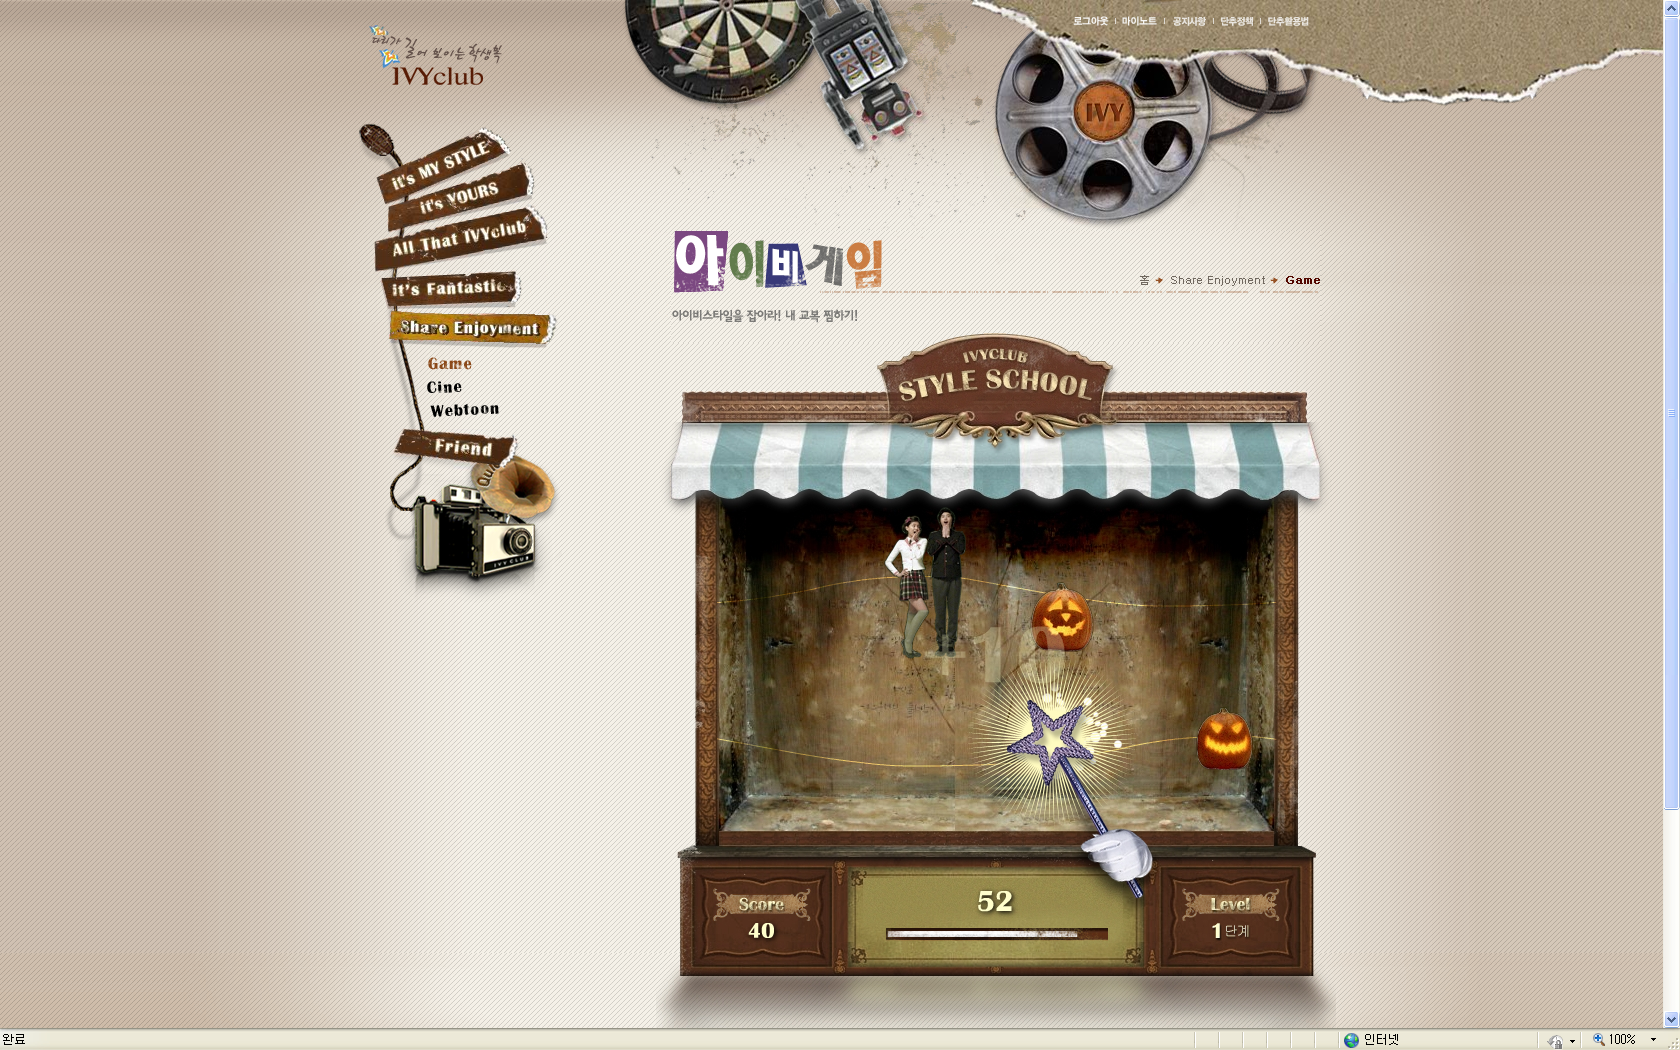 로그아웃 마이노트 공지사항 단추정책 단추활용법
다리가 길어 보이는 학생복
IVYclub
IVY
it's MY STYLE
it's YOURS
All That IVYclub
it's Fantastic
Share Enjoyment
Game
Cine
Webtoon
Friend
IVYCLUB
아이비게임
홈 Share Enjoyment Game
아이비스타일을 잡아라! 내 교복 찜하기!
IVYCLUB
STYLE SCHOOL
+10
52
Score
40
Level
1단계
완료
인터넷
100%